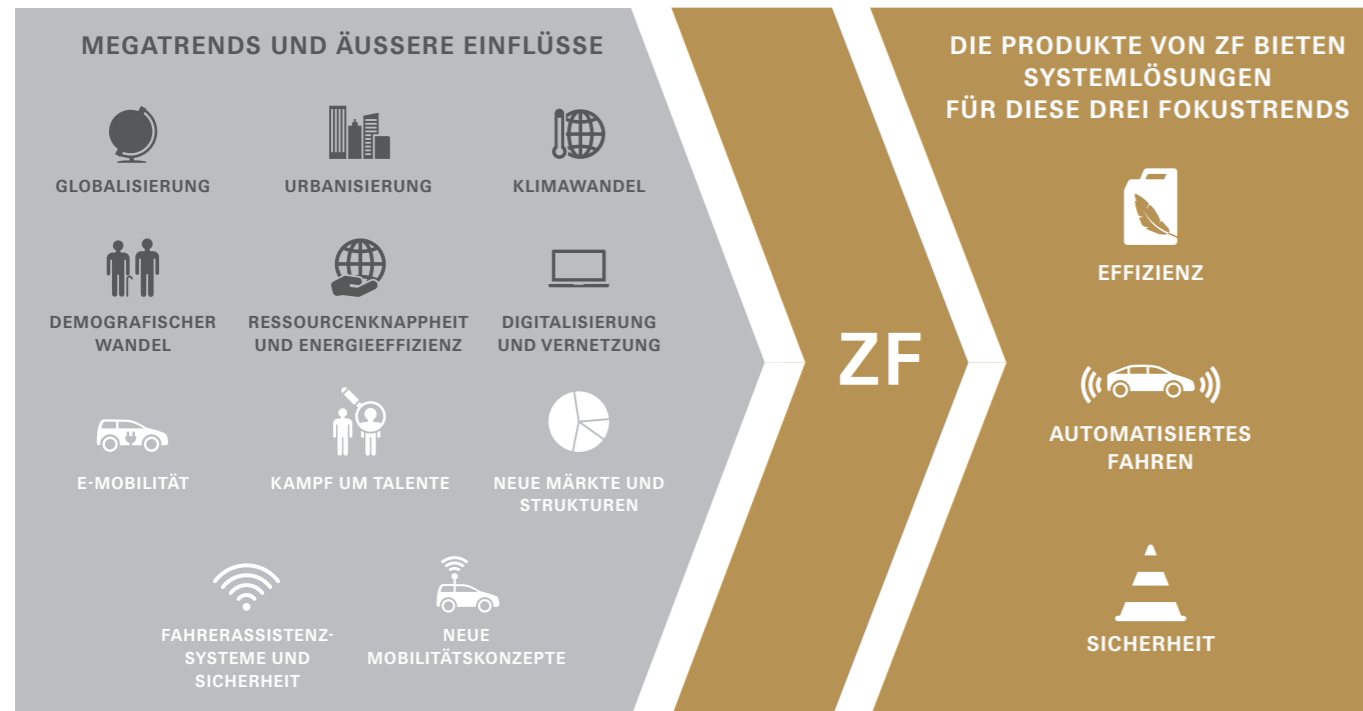 MEGATRENDS UND ÄUSSERE EINFLÜSSE
GLOBALISIERUNG
URBANISIERUNG
KLIMAWANDEL
DEMOGRAFISCHER
WANDEL
RESSOURCENKNAPPHEIT
UND ENERGIEEFFIZIENZ
DIGITALISIERUNG
UND VERNETZUNG
E-MOBILITÄT
KAMPF UM TALENTE
NEUE MÄRKTE UND
STRUKTUREN
FAHRERASSISTENZ-
SYSTEME UND
SICHERHEIT
NEUE
MOBILITÄTSKONZEPTE
ZF
DIE PRODUKTE VON ZF BIETEN
SYSTEMLÖSUNGEN
FÜR DIESE DREI FOKUSTRENDS
EFFIZIENZ
AUTOMATISIERTES
FAHREN
SICHERHEIT